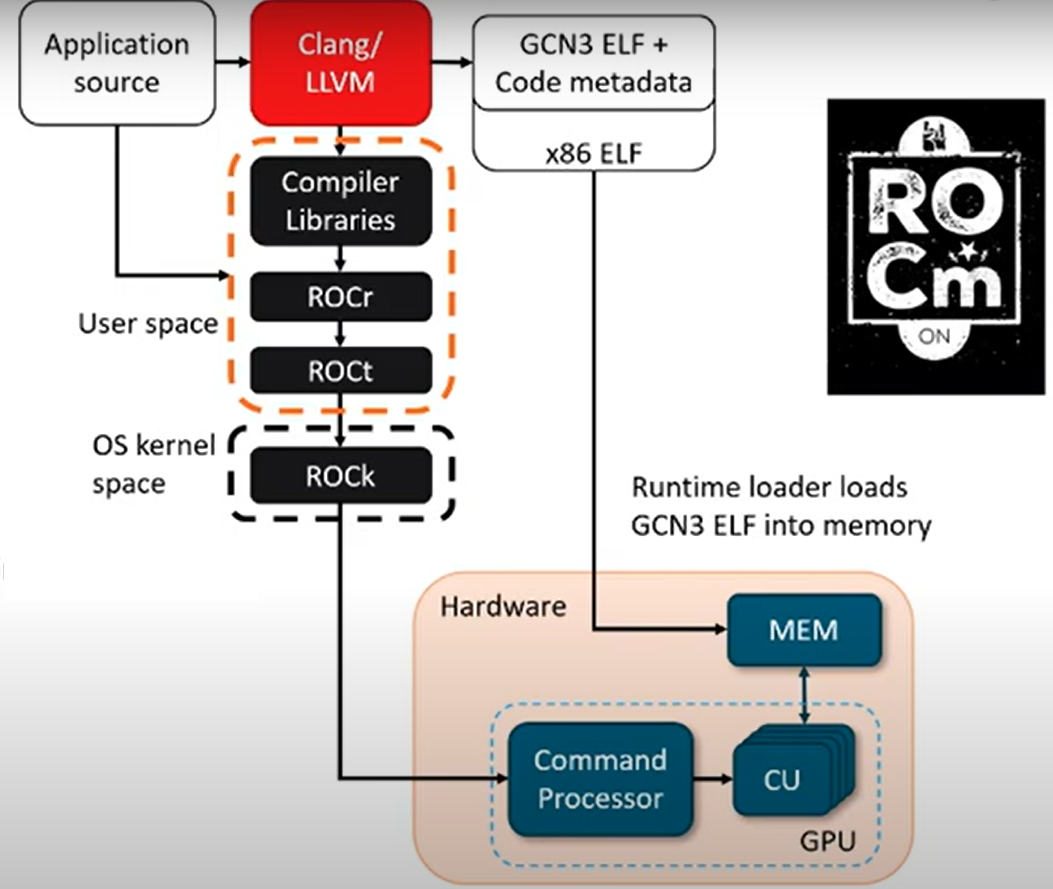 Application
source
Clang/
LLVM
GCN3 ELF +
Code metadata
x86 ELF
Compiler
Libraries
ROCr
User space
ROCt
OS kernel
space
ROCk
RO
Cm
ON
Runtime loader loads
GCN3 ELF into memory
Hardware
MEM
Command
Processor
CU
GPU